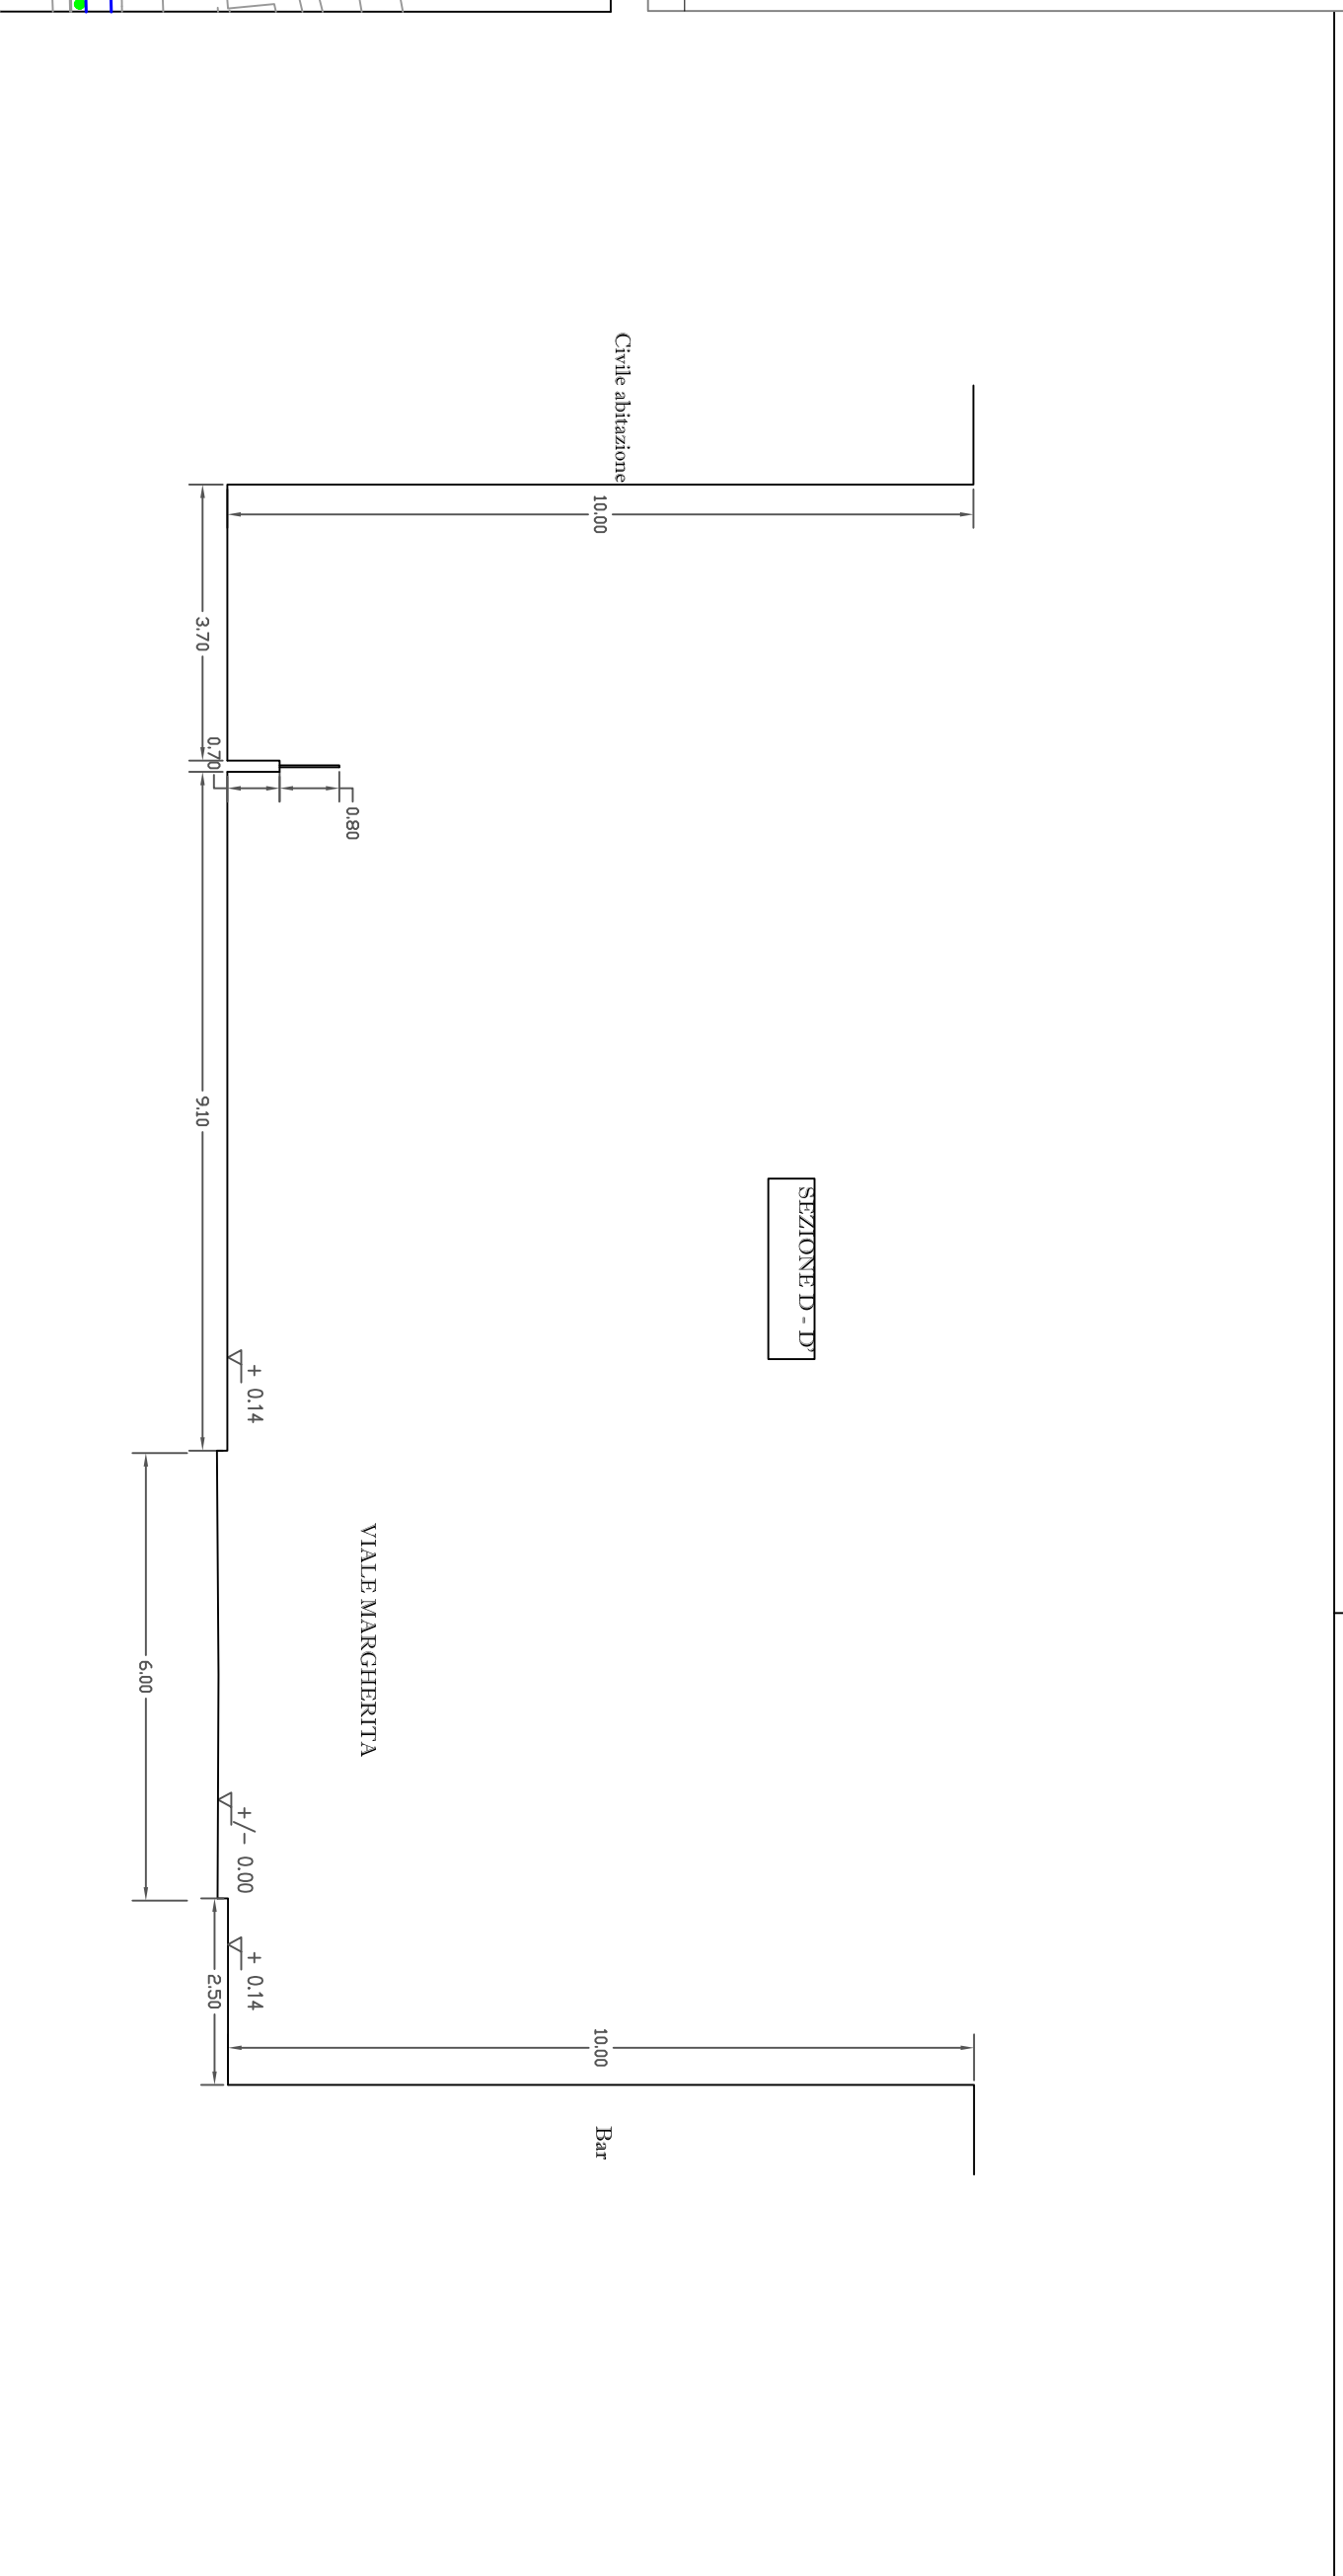 SEZIONE D - D'
Civile abitazione
10.00
10.00
Bar
VIALE MARGHERITA
0.80
0.70
+ 0.14
+/- 0.00
+ 0.14
3.70
9.10
2.50
6.00